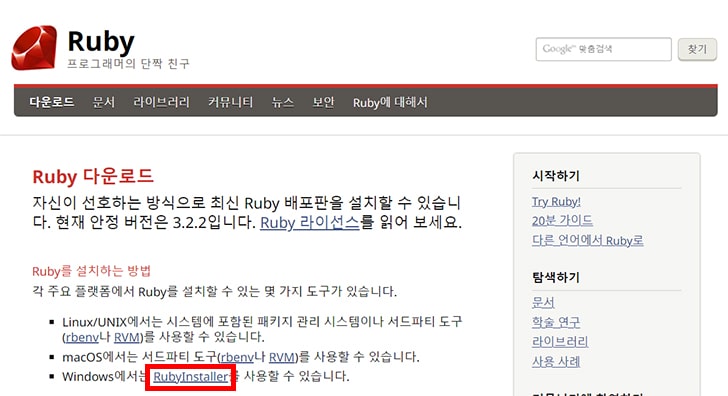 Ruby
프로그래머의 단짝 친구
Google™ 맞춤검색
찾기
다운로드 문서 라이브러리 커뮤니티 뉴스 보안 Ruby에 대해서
Ruby 다운로드
자신이 선호하는 방식으로 최신 Ruby 배포판을 설치할 수 있습니
다. 현재 안정 버전은 3.2.2입니다. Ruby 라이선스를 읽어 보세요.
Ruby를 설치하는 방법
각 주요 플랫폼에서 Ruby를 설치할 수 있는 몇 가지 도구가 있습니다.
Linux/UNIX에서는 시스템에 포함된 패키지 관리 시스템이나 서드파티 도구
(rbenv나 RVM)를 사용할 수 있습니다.
macOS에서는 서드파티 도구(rbenv나 RVM)를 사용할 수 있습니다.
Windows에서는 RubyInstaller를 사용할 수 있습니다.
시작하기
Try Ruby!
20분 가이드
다른 언어에서 Ruby로
탐색하기
문서
학술 연구
라이브러리
사용 사례